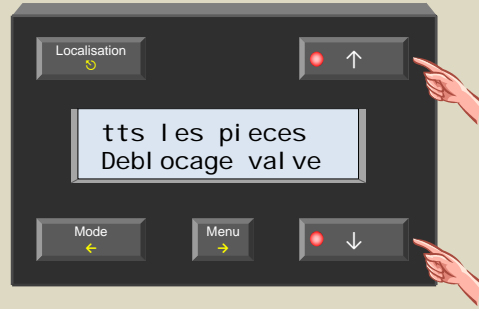 Localisation
tts les pieces
Deblocage valve
Mode
Menu